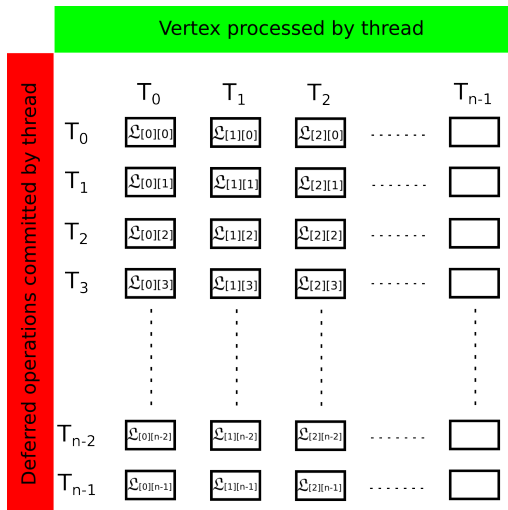 Vertex processed by thread
Deferred operations committed by thread
T0 T1 T2 Tn-1
T0 𝔏[0][0] 𝔏[1][0] 𝔏[2][0] ........
T1 𝔏[0][1] 𝔏[1][1] 𝔏[2][1] ........
T2 𝔏[0][2] 𝔏[1][2] 𝔏[2][2] ........
T3 𝔏[0][3] 𝔏[1][3] 𝔏[2][3] ........
Tn-2 𝔏[0][n-2] 𝔏[1][n-2] 𝔏[2][n-2] ........
Tn-1 𝔏[0][n-1] 𝔏[1][n-1] 𝔏[2][n-1] ........